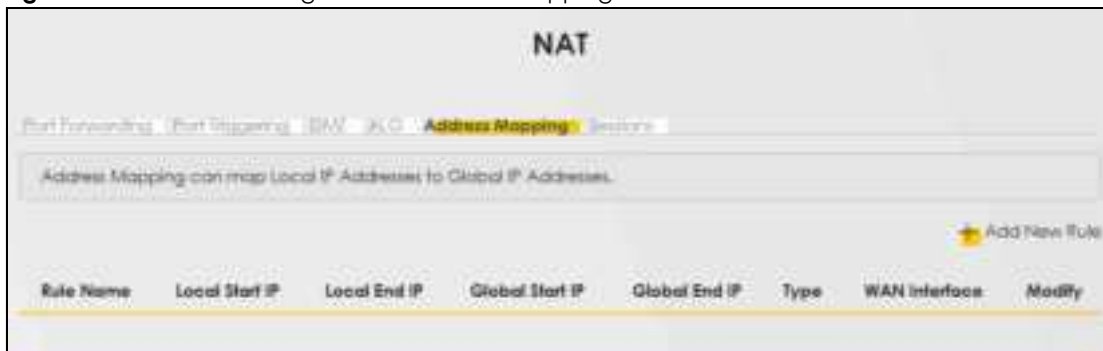 NAT
Port Forwarding Port Triggering DMZ ALG Address Mapping Sessions
Address Mapping can map Local IP Addresses to Global IP Addresses.
Add New Rule
Rule Name Local Start IP Local End IP Global Start IP Global End IP Type WAN Interface Modify